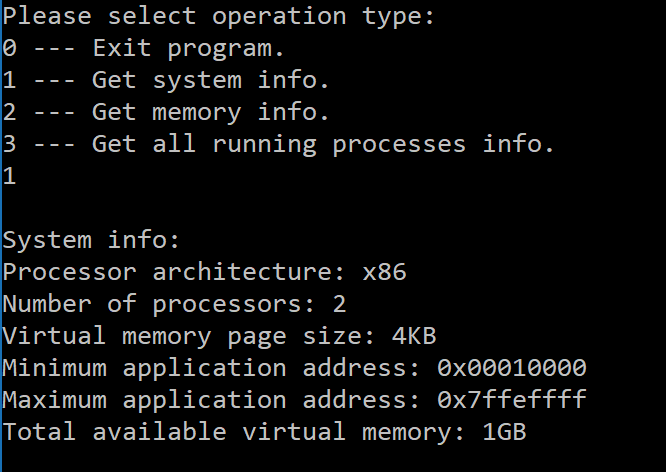 Please select operation type:
0 --- Exit program.
1 --- Get system info.
2 --- Get memory info.
3 --- Get all running processes info.
1
System info:
Processor architecture: x86
Number of processors: 2
Virtual memory page size: 4KB
Minimum application address: 0x00010000
Maximum application address: 0x7ffeffff
Total available virtual memory: 1GB